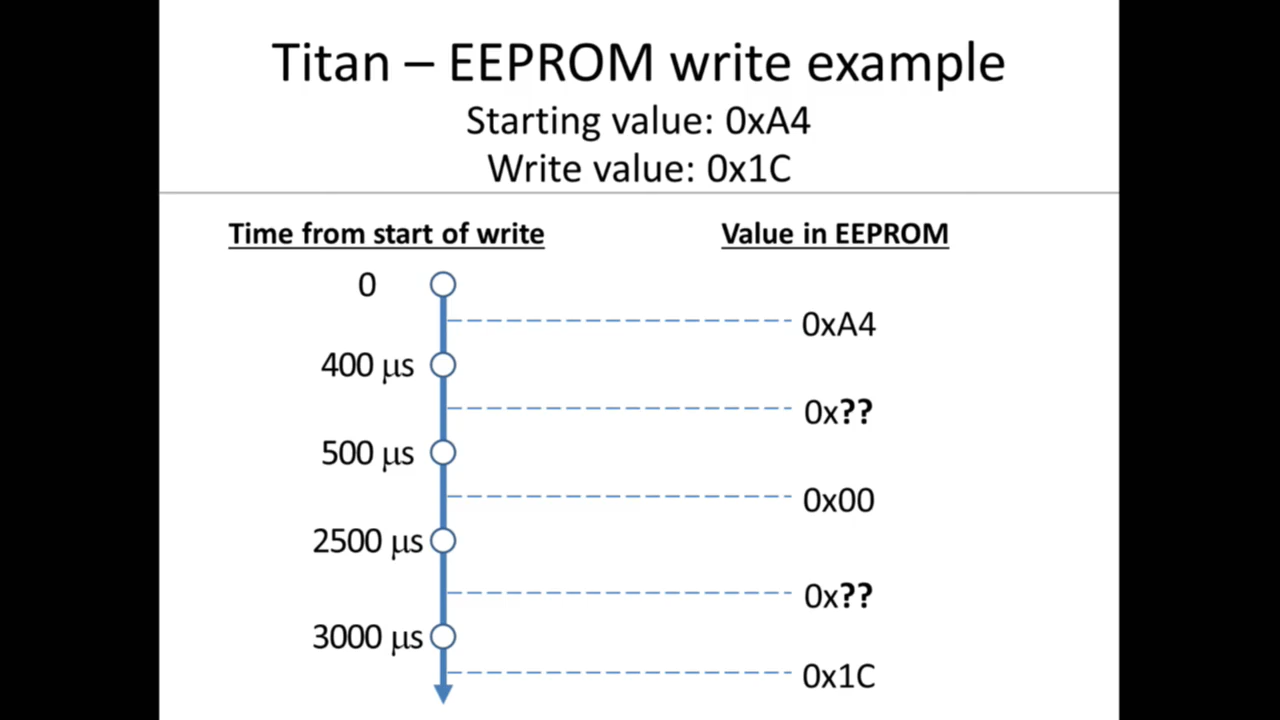 Titan – EEPROM write example
Starting value: 0xA4
Write value: 0x1C
Time from start of write
Value in EEPROM
0
0xA4
400 µs
0x??
500 µs
0x00
2500 µs
0x??
3000 µs
0x1C